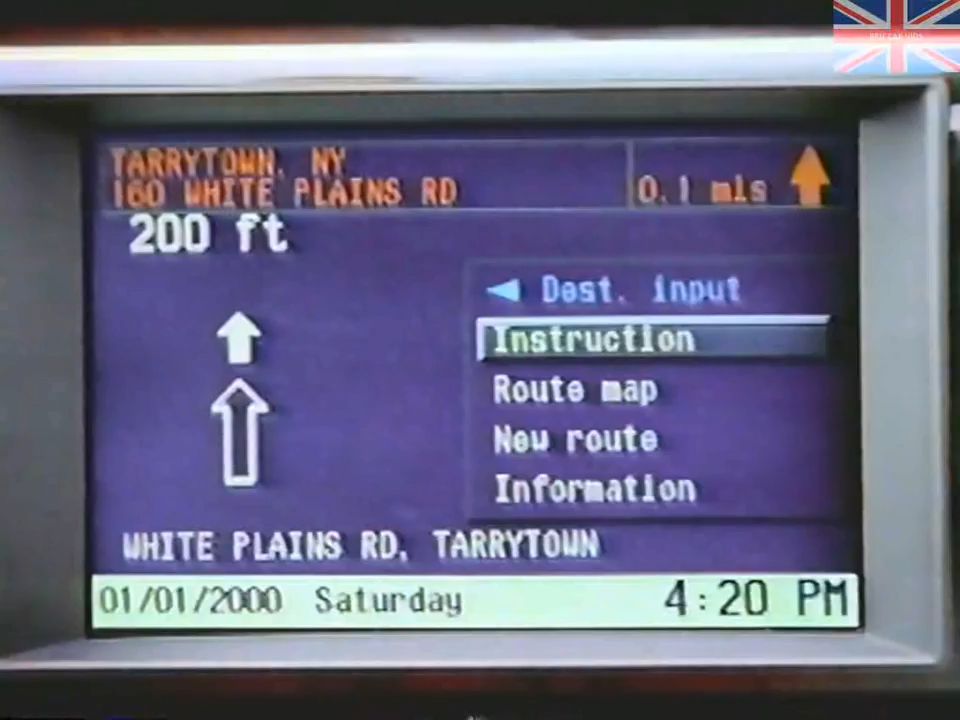 TARRYTOWN, NY
160 WHITE PLAINS RD
0.1 mls
200 ft
Dest. input
Instruction
Route map
New route
Information
WHITE PLAINS RD, TARRYTOWN
01/01/2000 Saturday 4:20 PM